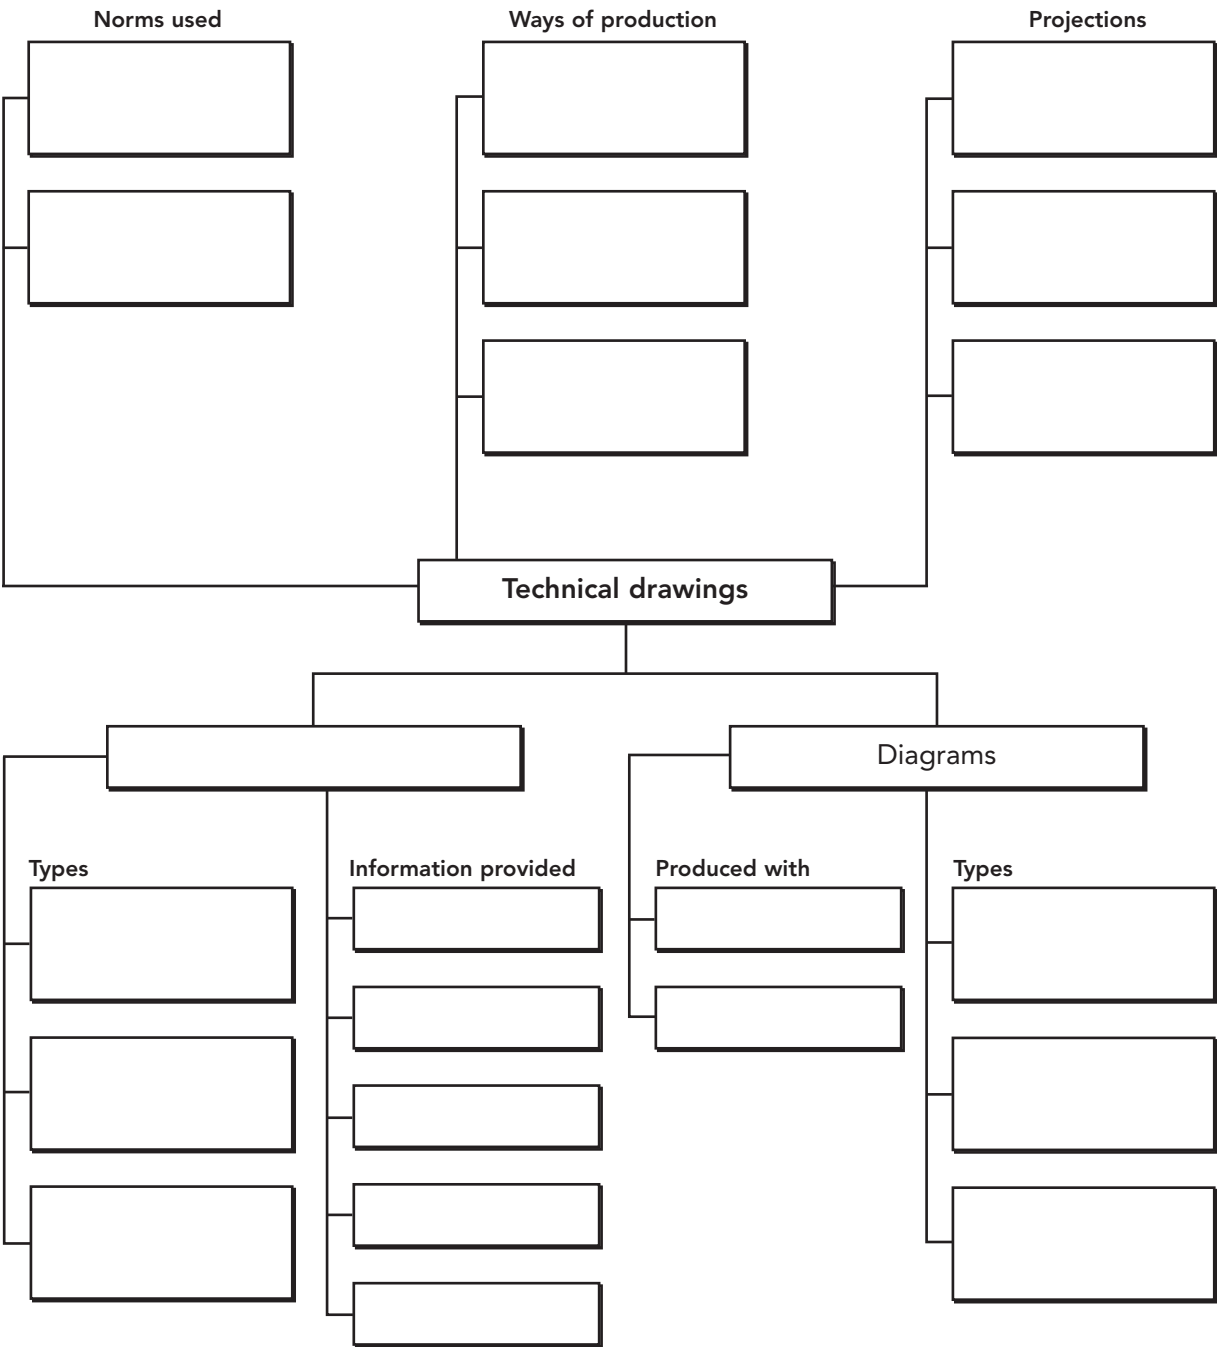 Norms used
Ways of production
Projections
Technical drawings
Diagrams
Types
Information provided
Produced with
Types